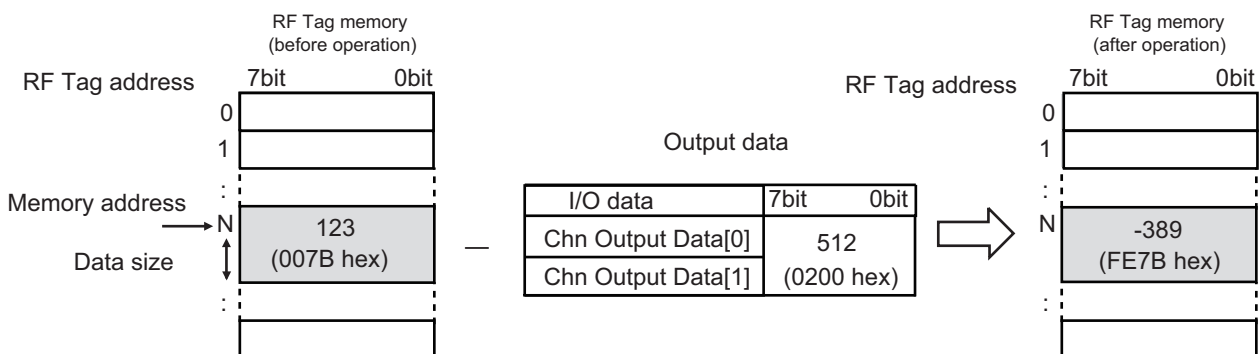 RF Tag memory
(before operation)
RF Tag address
7bit 0bit
0
1
:
Memory address
N
Data size
123
(007B hex)
:
—
Output data
I/O data 7bit 0bit
Chn Output Data[0]
Chn Output Data[1]
512
(0200 hex)
RF Tag memory
(after operation)
RF Tag address
7bit 0bit
0
1
:
N
-389
(FE7B hex)
: